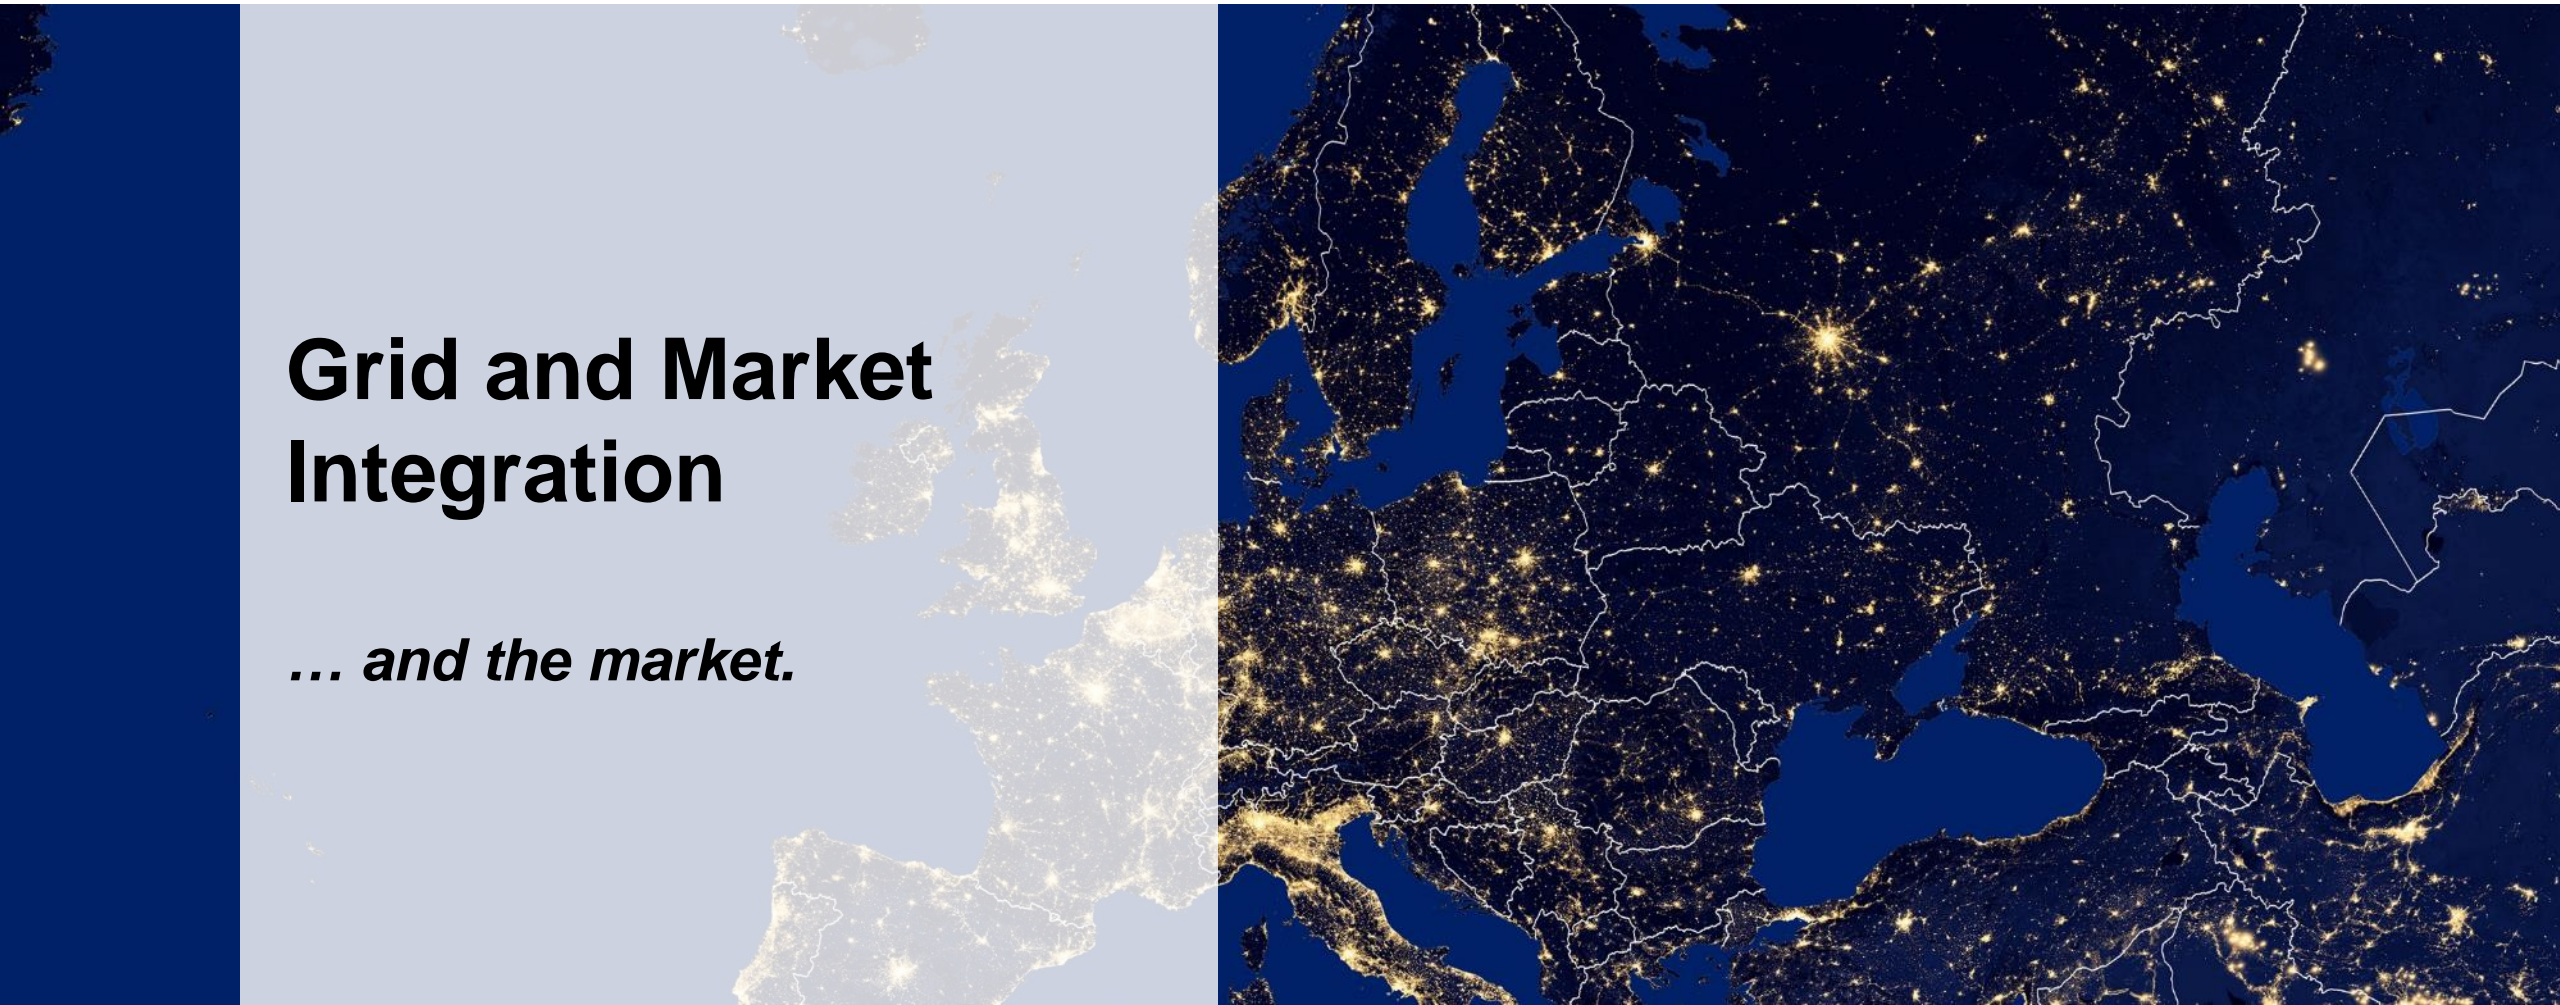 Grid and Market
Integration
… and the market.